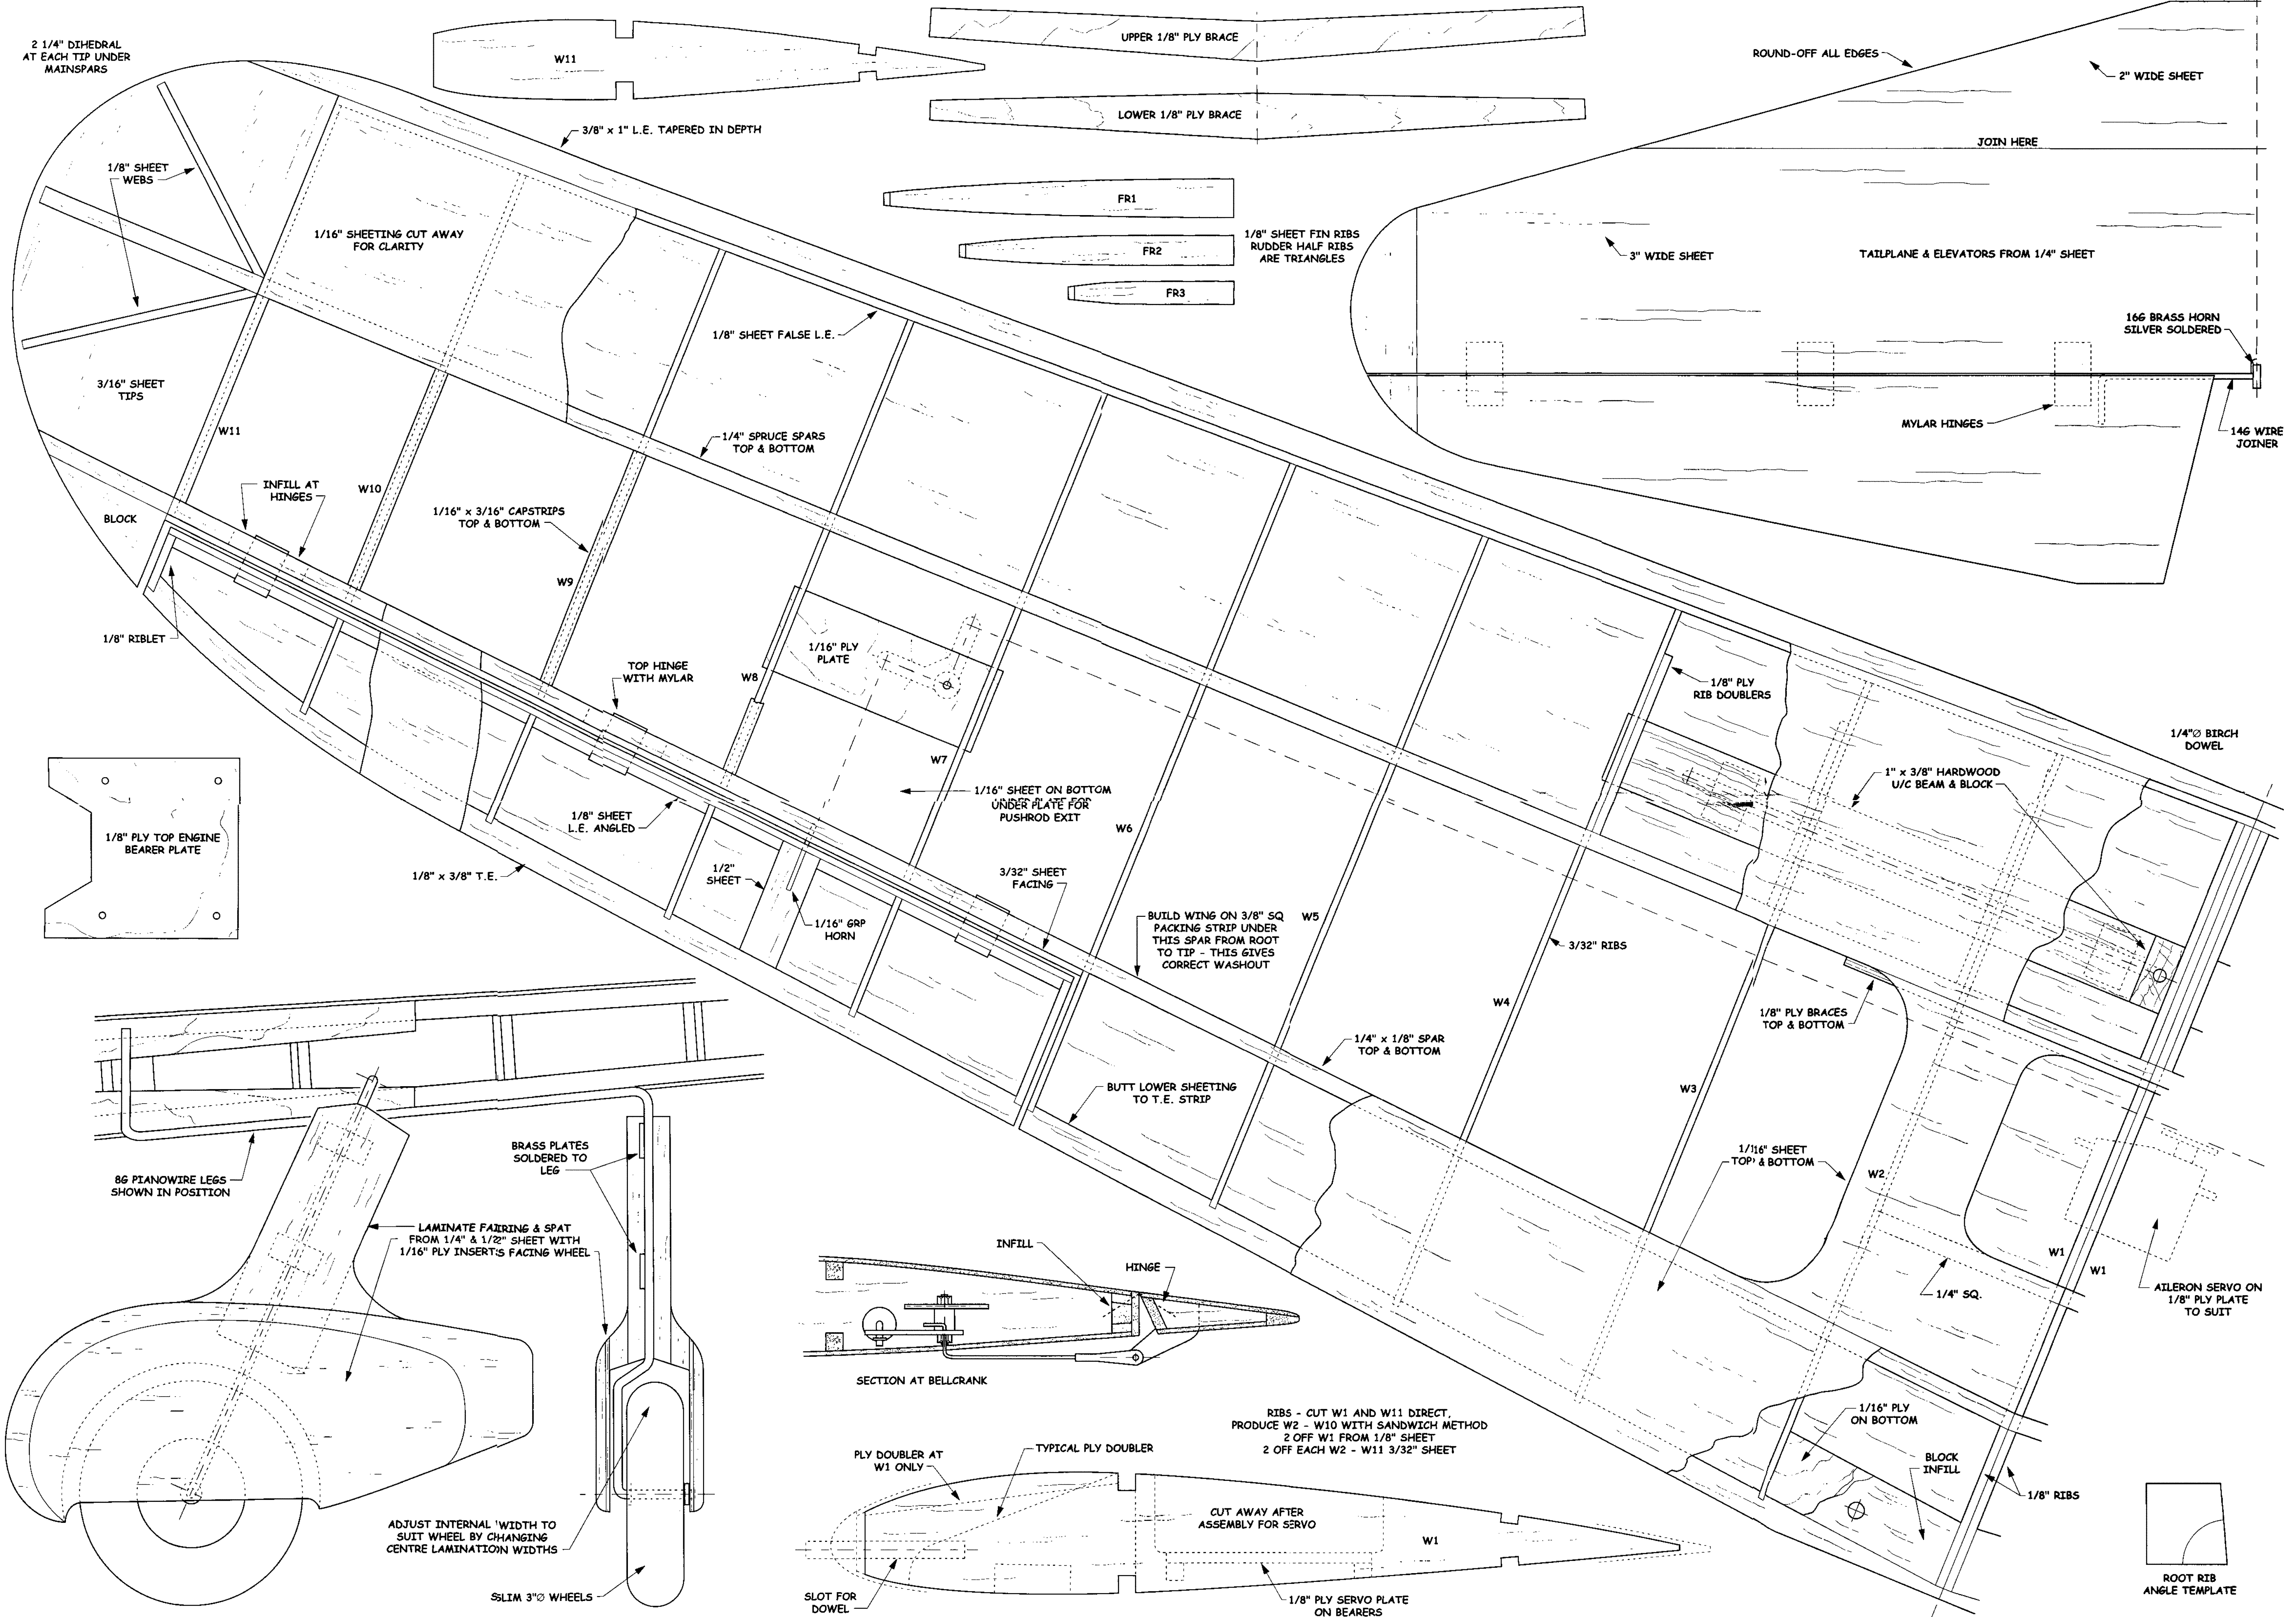 2 1/4" DIHEDRAL
AT EACH TIP UNDER
MAINSPARS
W11
UPPER 1/8" PLY BRACE
LOWER 1/8" PLY BRACE
ROUND-OFF ALL EDGES
2" WIDE SHEET
JOIN HERE
3/8" x 1" L.E. TAPERED IN DEPTH
1/8" SHEET
WEBS
1/16" SHEETING CUT AWAY
FOR CLARITY
FR1
FR2
FR3
1/8" SHEET FIN RIBS
RUDDER HALF RIBS
ARE TRIANGLES
3" WIDE SHEET
TAILPLANE & ELEVATORS FROM 1/4" SHEET
16G BRASS HORN
SILVER SOLDERED
MYLAR HINGES
14G WIRE
JOINER
1/8" SHEET FALSE L.E.
3/16" SHEET
TIPS
W11
1/4" SPRUCE SPARS
TOP & BOTTOM
INFILL AT
HINGES
W10
BLOCK
1/16" x 3/16" CAPSTRIPS
TOP & BOTTOM
W9
1/8" RIBLET
TOP HINGE
WITH MYLAR
W8
1/16" PLY
PLATE
W7
1/8" PLY
RIB DOUBLERS
1/4"Ø BIRCH
DOWEL
1" x 3/8" HARDWOOD
U/C BEAM & BLOCK
1/8" PLY TOP ENGINE
BEARER PLATE
1/16" SHEET ON BOTTOM
UNDER PLATE FOR
PUSHROD EXIT
1/8" SHEET
L.E. ANGLED
W6
1/8" x 3/8" T.E.
1/2"
SHEET
3/32" SHEET
FACING
1/16" GRP
HORN
BUILD WING ON 3/8" SQ
PACKING STRIP UNDER
THIS SPAR FROM ROOT
TO TIP - THIS GIVES
CORRECT WASHOUT
W5
3/32" RIBS
W4
1/8" PLY BRACES
TOP & BOTTOM
1/4" x 1/8" SPAR
TOP & BOTTOM
W3
BUTT LOWER SHEETING
TO T.E. STRIP
1/16" SHEET
TOP & BOTTOM
W2
BRASS PLATES
SOLDERED TO
LEG
8G PIANOWIRE LEGS
SHOWN IN POSITION
LAMINATE FAIRING & SPAT
FROM 1/4" & 1/2" SHEET WITH
1/16" PLY INSERTS FACING WHEEL
INFILL
HINGE
SECTION AT BELLCRANK
W1
W1
1/4" SQ.
AILERON SERVO ON
1/8" PLY PLATE
TO SUIT
RIBS - CUT W1 AND W11 DIRECT,
PRODUCE W2 - W10 WITH SANDWICH METHOD
2 OFF W1 FROM 1/8" SHEET
2 OFF EACH W2 - W11 3/32" SHEET
1/16" PLY
ON BOTTOM
BLOCK
INFILL
1/8" RIBS
PLY DOUBLER AT
W1 ONLY
TYPICAL PLY DOUBLER
CUT AWAY AFTER
ASSEMBLY FOR SERVO
W1
ADJUST INTERNAL WIDTH TO
SUIT WHEEL BY CHANGING
CENTRE LAMINATION WIDTHS
SLIM 3"Ø WHEELS
SLOT FOR
DOWEL
1/8" PLY SERVO PLATE
ON BEARERS
ROOT RIB
ANGLE TEMPLATE